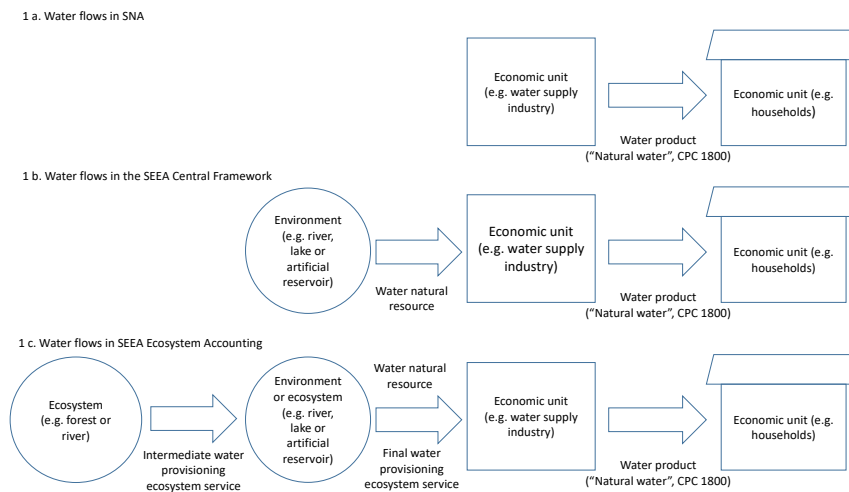 1 a. Water flows in SNA
Economic unit
(e.g. water supply
industry)
Economic unit (e.g.
households)
Water product
("Natural water", CPC 1800)
1 b. Water flows in the SEEA Central Framework
Environment
(e.g. river,
lake or
artificial
reservoir)
Water natural
resource
Economic unit
(e.g. water supply
industry)
Water product
("Natural water", CPC 1800)
Economic unit (e.g.
households)
1 c. Water flows in SEEA Ecosystem Accounting
Ecosystem
(e.g. forest or
river)
Intermediate water
provisioning
ecosystem service
Environment
or ecosystem
(e.g. river,
lake or
artificial
reservoir)
Water natural
resource
Final water
provisioning
ecosystem service
Economic unit
(e.g. water supply
industry)
Water product
("Natural water", CPC 1800)
Economic unit (e.g.
households)